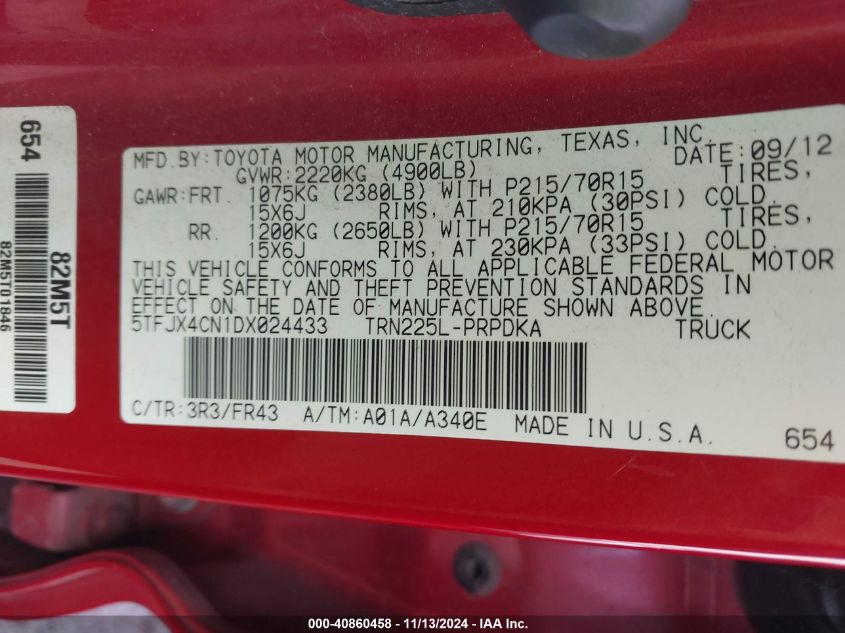 654
82M5T
82M5T01846
MFD.BY:TOYOTA MOTOR MANUFACTURING, TEXAS, INC.
GVWR:2220KG (4900LB) DATE:09/12
GAWR:FRT. 1075KG (2380LB) WITH P215/70R15 TIRES,
15X6J RIMS, AT 210KPA (30PSI) COLD.
RR. 1200KG (2650LB) WITH P215/70R15 TIRES,
15X6J RIMS, AT 230KPA (33PSI) COLD.
THIS VEHICLE CONFORMS TO ALL APPLICABLE FEDERAL MOTOR
VEHICLE SAFETY AND THEFT PREVENTION STANDARDS IN
EFFECT ON THE DATE OF MANUFACTURE SHOWN ABOVE.
5TFJX4CN1DX024433 TRN225L-PRPDKA TRUCK
C/TR:3R3/FR43 A/TM:A01A/A340E MADE IN U.S.A.
654
000-40860458 - 11/13/2024 - IAA Inc.